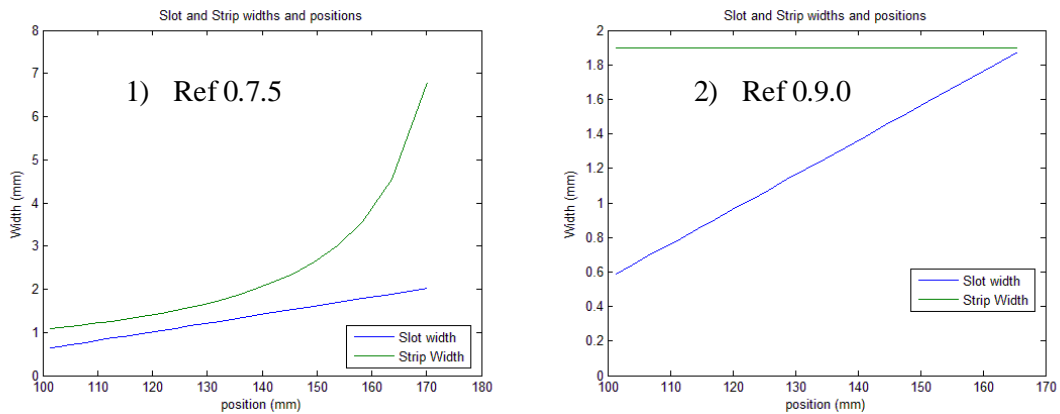 Slot and Strip widths and positions
8
7
6
5
4
3
2
1
0
Width (mm)
1) Ref 0.7.5
Slot width
Strip Width
100 110 120 130 140 150 160 170 180
position (mm)
Slot and Strip widths and positions
2
1.8
1.6
1.4
1.2
1
0.8
0.6
0.4
0.2
0
Width (mm)
2) Ref 0.9.0
Slot width
Strip Width
100 110 120 130 140 150 160 170
position (mm)